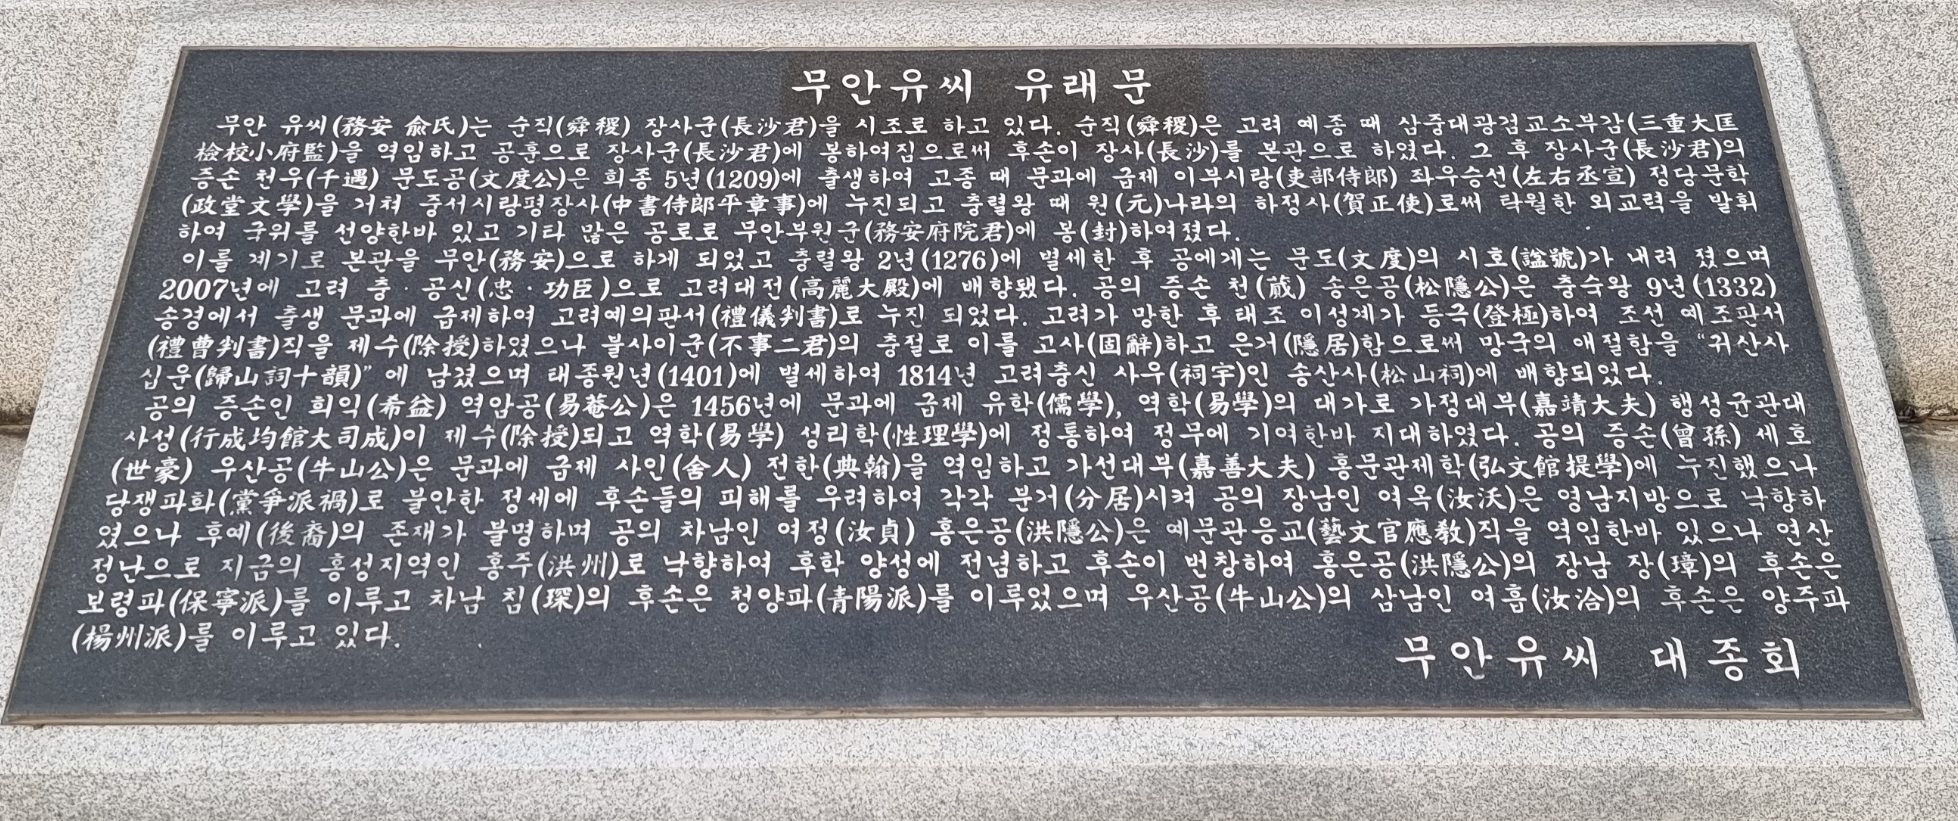 무안유씨 유래문
무안 유씨(務安 兪氏)는 순직(舜稷) 장사군(長沙君)을 시조로 하고 있다. 순직(舜稷)은 고려 예종 때 삼중대광검교소부감(三重大匡
檢校小府監)을 역임하고 공훈으로 장사군(長沙君)에 봉하여짐으로써 후손이 장사(長沙)를 본관으로 하였다. 그 후 장사군(長沙君)의
증손 천우(千遇) 문도공(文度公)은 희종 5년(1209)에 출생하여 고종 때 문과에 급제 이부시랑(吏部侍郞) 좌우승선(左右丞宣) 정당문학
(政堂文學)을 거쳐 중서시랑평장사(中書侍郞平章事)에 누진되고 충렬왕 때 원(元)나라의 하정사(賀正使)로써 탁월한 외교력을 발휘
하여 국위를 선양한바 있고 기타 많은 공로로 무안부원군(務安府院君)에 봉(封)하여졌다.
이를 계기로 본관을 무안(務安)으로 하게 되었고 충렬왕 2년(1276)에 별세한 후 공에게는 문도(文度)의 시호(諡號)가 내려 졌으며
2007년에 고려 충·공신(忠·功臣)으로 고려대전(高麗大殿)에 배향됐다. 공의 증손 천(蕆) 송은공(松隱公)은 충숙왕 9년(1332)
송경에서 출생 문과에 급제하여 고려예의판서(禮儀判書)로 누진 되었다. 고려가 망한 후 태조 이성계가 등극(登極)하여 조선 예조판서
(禮曹判書)직을 제수(除授)하였으나 불사이군(不事二君)의 충절로 이를 고사(固辭)하고 은거(隱居)함으로써 망국의 애절함을 “귀산사
십운(歸山詞十韻)” 에 남겼으며 태종원년(1401)에 별세하여 1814년 고려충신 사우(祠宇)인 송산사(松山祠)에 배향되었다.
공의 증손인 희익(希益) 역암공(易菴公)은 1456년에 문과에 급제 유학(儒學), 역학(易學)의 대가로 가정대부(嘉靖大夫) 행성균관대
사성(行成均館大司成)이 제수(除授)되고 역학(易學) 성리학(性理學)에 정통하여 정무에 기여한바 지대하였다. 공의 증손(曾孫) 세호
(世豪) 우산공(牛山公)은 문과에 급제 사인(舍人) 전한(典翰)을 역임하고 가선대부(嘉善大夫) 홍문관제학(弘文館提學)에 누진했으나
당쟁파화(黨爭派禍)로 불안한 정세에 후손들의 피해를 우려하여 각각 분거(分居)시켜 공의 장남인 여옥(汝沃)은 영남지방으로 낙향하
였으나 후예(後裔)의 존재가 불명하며 공의 차남인 여정(汝貞) 홍은공(洪隱公)은 예문관응교(藝文官應敎)직을 역임한바 있으나 연산
정난으로 지금의 홍성지역인 홍주(洪州)로 낙향하여 후학 양성에 전념하고 후손이 번창하여 홍은공(洪隱公)의 장남 장(璋)의 후손은
보령파(保寧派)를 이루고 차남 침(琛)의 후손은 청양파(青陽派)를 이루었으며 우산공(牛山公)의 삼남인 여흡(汝洽)의 후손은 양주파
(楊州派)를 이루고 있다.
무안유씨 대종회